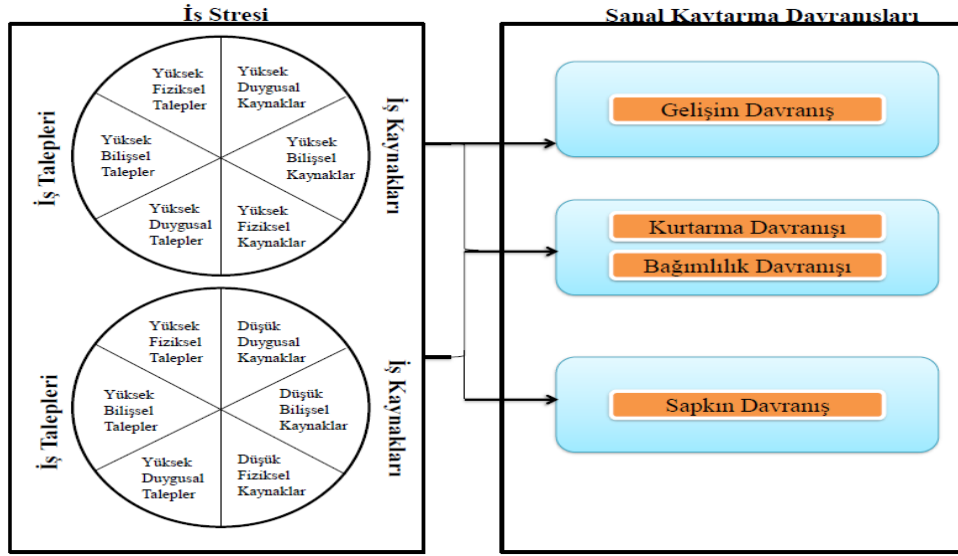 İş Stresi
Sanal Kaytarma Davranışları
İş Talepleri
Yüksek
Fiziksel
Talepler
Yüksek
Duygusal
Kaynaklar
Yüksek
Bilişsel
Talepler
Yüksek
Bilişsel
Kaynaklar
Yüksek
Duygusal
Talepler
Yüksek
Fiziksel
Kaynaklar
İş Kaynakları
İş Talepleri
Yüksek
Fiziksel
Talepler
Düşük
Duygusal
Kaynaklar
Yüksek
Bilişsel
Talepler
Düşük
Bilişsel
Kaynaklar
Yüksek
Duygusal
Talepler
Düşük
Fiziksel
Kaynaklar
İş Kaynakları
Gelişim Davranış
Kurtarma Davranışı
Bağımlılık Davranışı
Sapkın Davranış